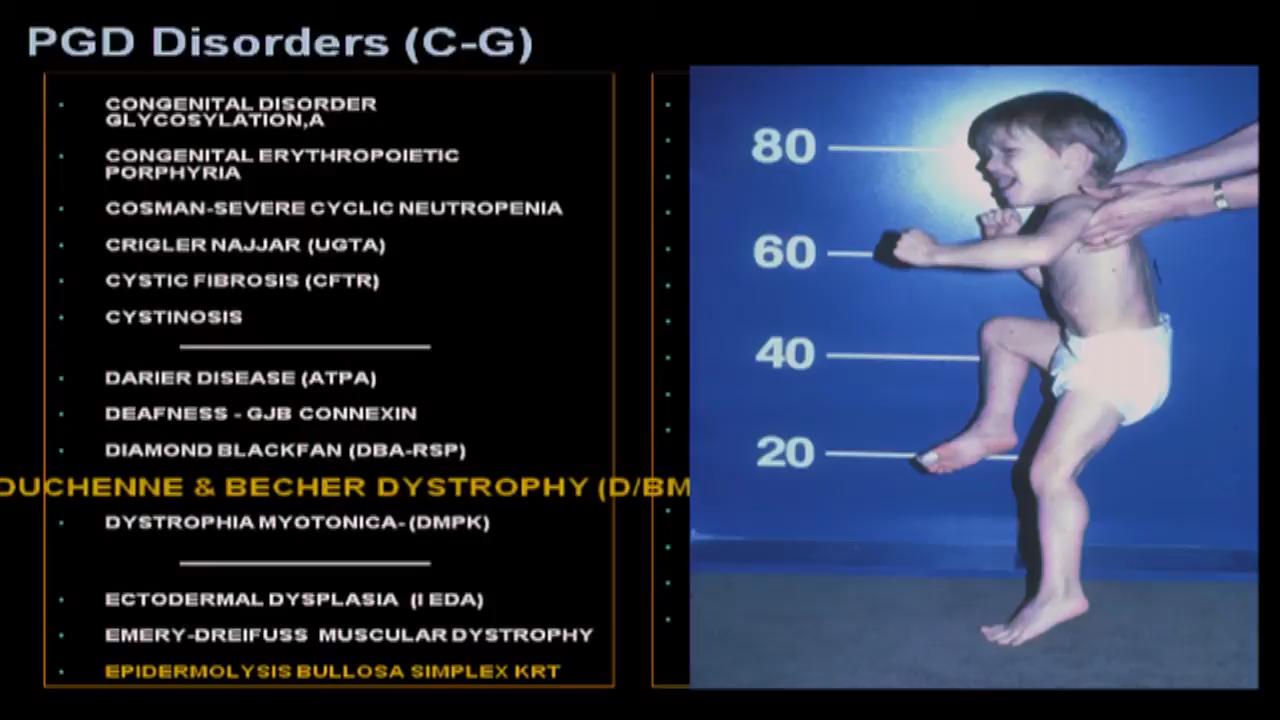 PGD Disorders (C-G)
CONGENITAL DISORDER
GLYCOSYLATION,A
CONGENITAL ERYTHROPOIETIC
PORPHYRIA
COSMAN-SEVERE CYCLIC NEUTROPENIA
CRIGLER NAJJAR (UGTA)
CYSTIC FIBROSIS (CFTR)
CYSTINOSIS
DARIER DISEASE (ATPA)
DEAFNESS - GJB CONNEXIN
DIAMOND BLACKFAN (DBA-RSP)
DUCHENNE & BECHER DYSTROPHY (D/BM
DYSTROPHIA MYOTONICA-(DMPK)
ECTODERMAL DYSPLASIA (I EDA)
EMERY-DREIFUSS MUSCULAR DYSTROPHY
EPIDERMOLYSIS BULLOSA SIMPLEX KRT
80
60
40
20